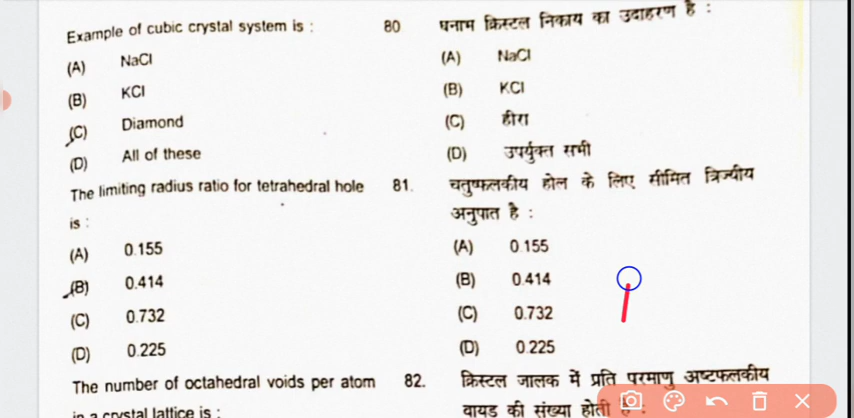 Example of cubic crystal system is :
(A) NaCl
(B) KCl
(C) Diamond
(D) All of these
The limiting radius ratio for tetrahedral hole
is :
(A) 0.155
(B) 0.414
(C) 0.732
(D) 0.225
The number of octahedral voids per atom
in a crystal lattice is :
80 घनाभ क्रिस्टल निकाय का उदाहरण है :
(A) NaCl
(B) KCl
(C) हीरा
(D) उपर्युक्त सभी
81. चतुष्फलकीय होल के लिए सीमित त्रिज्यीय
अनुपात है :
(A) 0.155
(B) 0.414
(C) 0.732
(D) 0.225
82. क्रिस्टल जालक में प्रति परमाणु अष्टफलकीय
वायड की संख्या होती है :